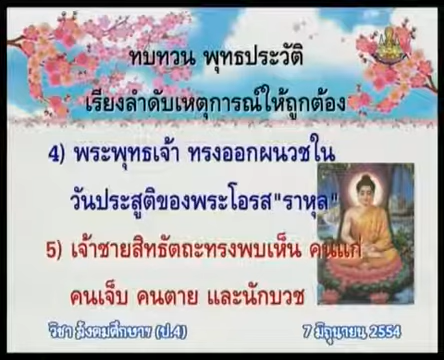 ทบทวน พุทธประวัติ
เรียงลำดับเหตุการณ์ให้ถูกต้อง
4) พระพุทธเจ้า ทรงออกผนวชใน
วันประสูติของพระโอรส"ราหุล"
5) เจ้าชายสิทธัตถะทรงพบเห็น คนแก่
คนเจ็บ คนตาย และนักบวช
วิชา สังคมศึกษาฯ (ป.4)
7 มิถุนายน 2554